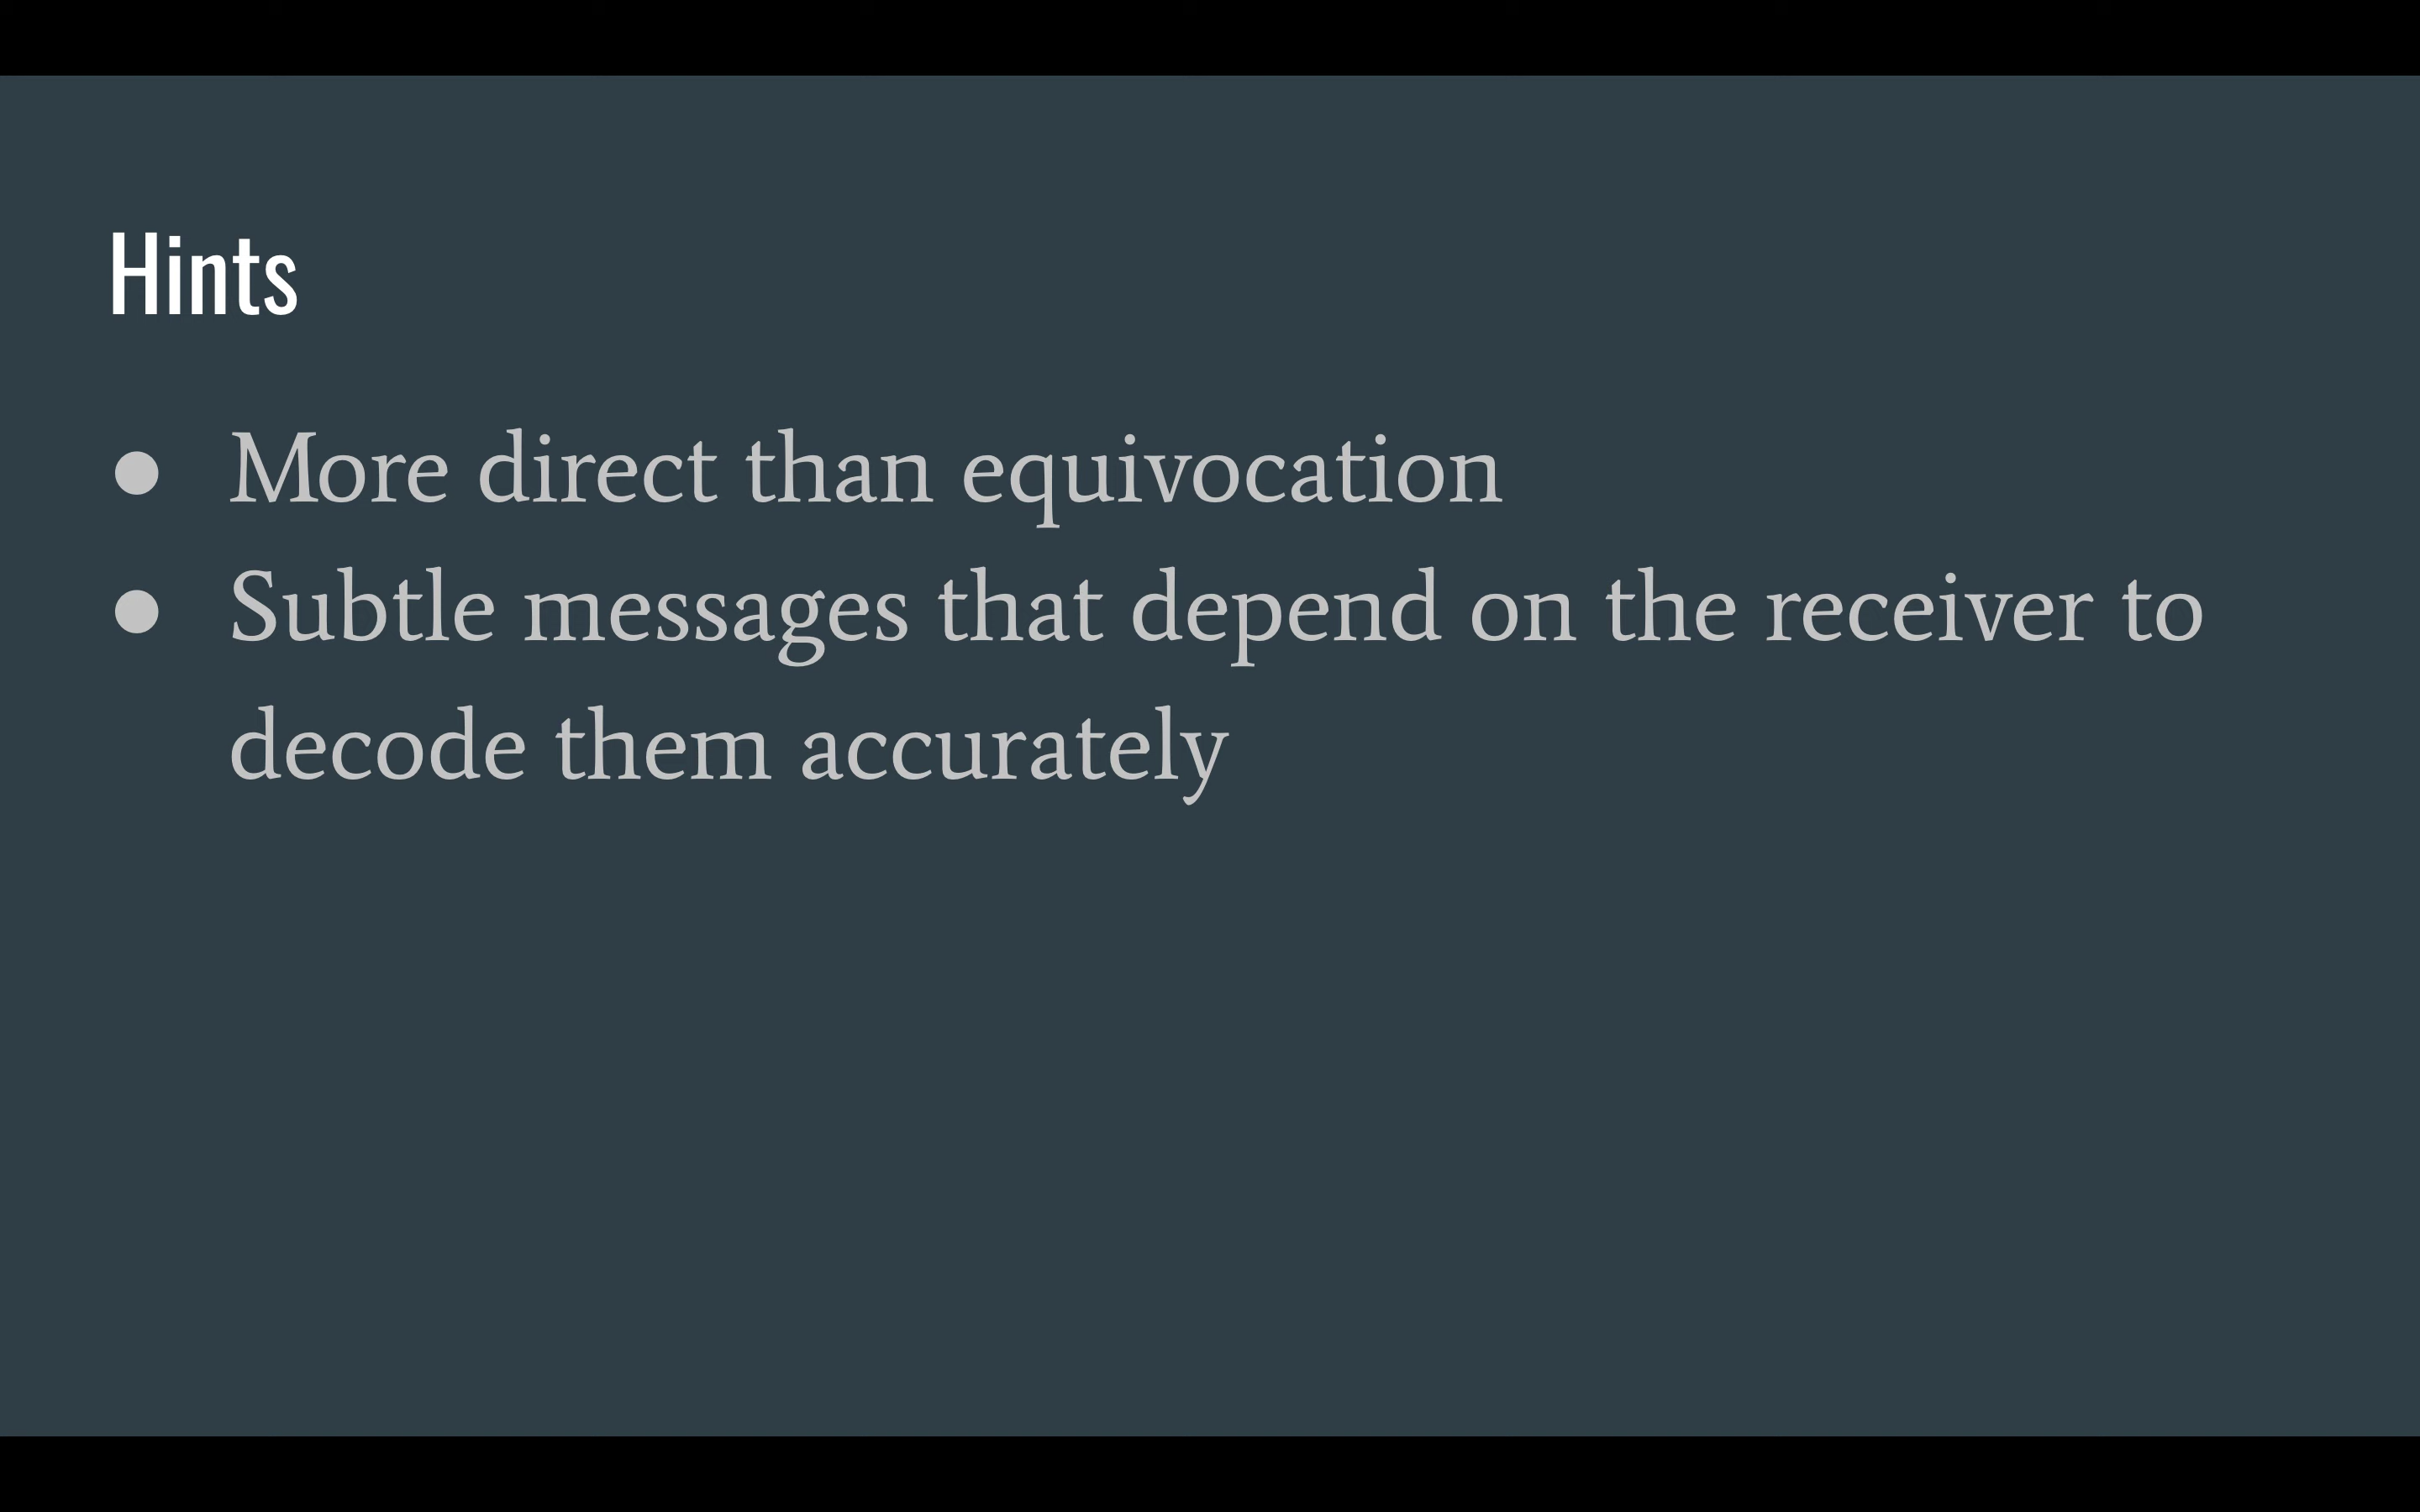 Hints
● More direct than equivocation
● Subtle messages that depend on the receiver to
decode them accurately